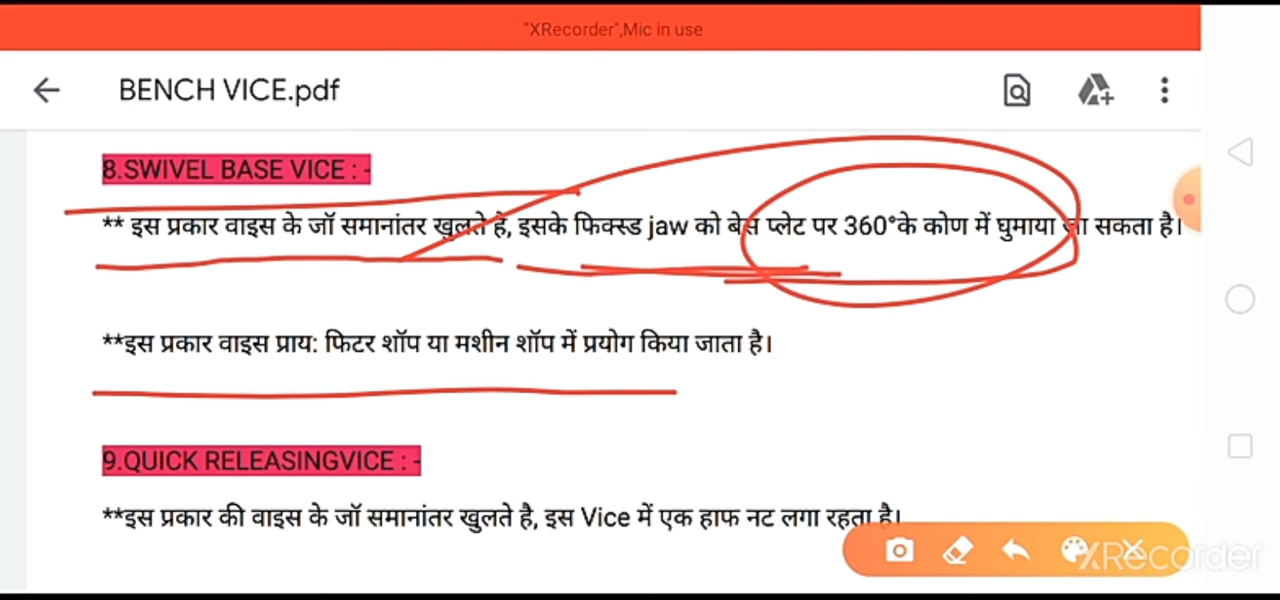 "XRecorder",Mic in use
BENCH VICE.pdf
8.SWIVEL BASE VICE : -
** इस प्रकार वाइस के जॉ समानांतर खुलते है, इसके फिक्स्ड jaw को बेस प्लेट पर 360°के कोण में घुमाया जा सकता है।
**इस प्रकार वाइस प्राय: फिटर शॉप या मशीन शॉप में प्रयोग किया जाता है।
9.QUICK RELEASINGVICE : -
**इस प्रकार की वाइस के जॉ समानांतर खुलते है, इस Vice में एक हाफ नट लगा रहता है।
XRecorder